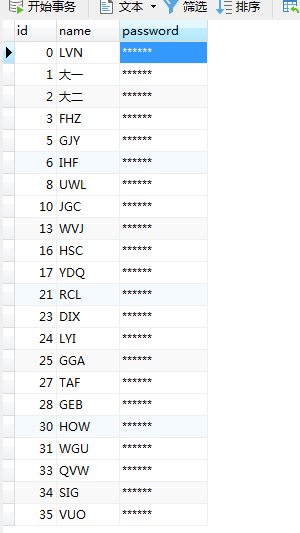 开始事务 文本 筛选 排序
id name password
0 LVN ******
1 大一 ******
2 大二 ******
3 FHZ ******
5 GJY ******
6 IHF ******
8 UWL ******
10 JGC ******
13 WVJ ******
16 HSC ******
17 YDQ ******
21 RCL ******
23 DIX ******
24 LYI ******
25 GGA ******
27 TAF ******
28 GEB ******
30 HOW ******
31 WGU ******
33 QVW ******
34 SIG ******
35 VUO ******